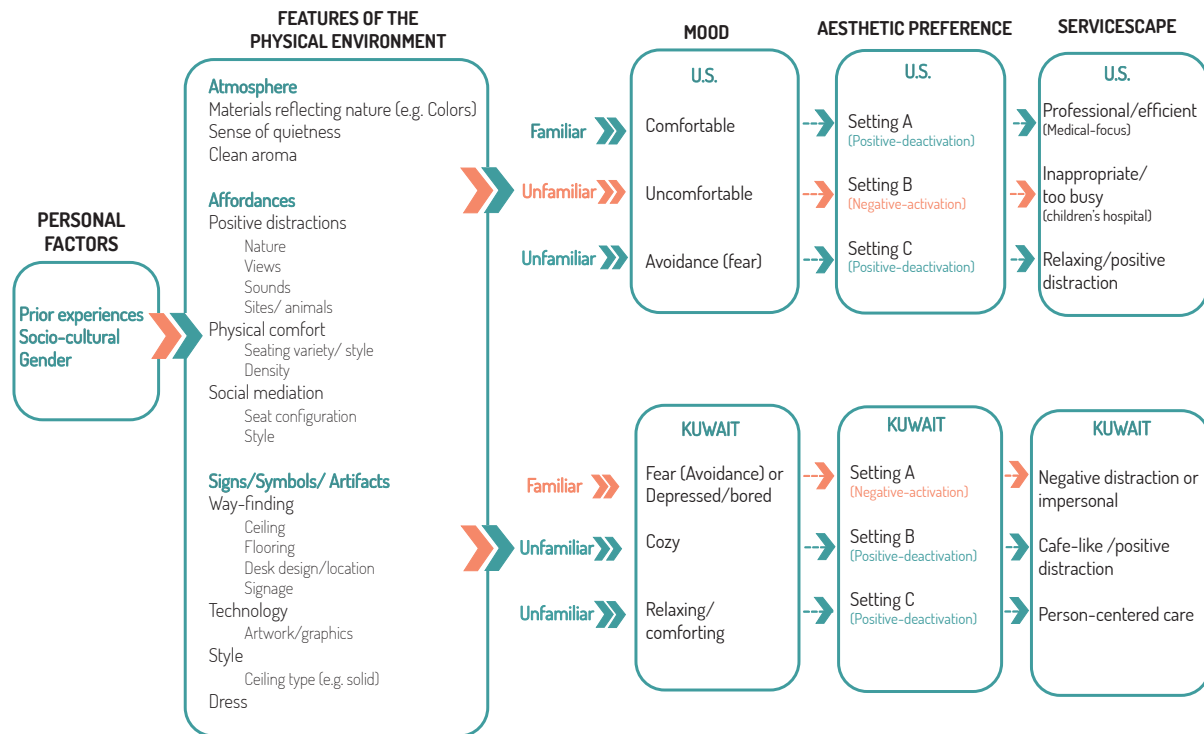 PERSONAL
FACTORS
Prior experiences
Socio-cultural
Gender
FEATURES OF THE
PHYSICAL ENVIRONMENT
Atmosphere
Materials reflecting nature (e.g. Colors)
Sense of quietness
Clean aroma
Affordances
Positive distractions
Nature
Views
Sounds
Sites/ animals
Physical comfort
Seating variety/ style
Density
Social mediation
Seat configuration
Style
Signs/Symbols/ Artifacts
Way-finding
Ceiling
Flooring
Desk design/location
Signage
Technology
Artwork/graphics
Style
Ceiling type (e.g. solid)
Dress
Familiar
Unfamiliar
Unfamiliar
MOOD
U.S.
Comfortable
Uncomfortable
Avoidance (fear)
AESTHETIC PREFERENCE
U.S.
Setting A
(Positive-deactivation)
Setting B
(Negative-activation)
Setting C
(Positive-deactivation)
SERVICESCAPE
U.S.
Professional/efficient
(Medical-focus)
Inappropriate/
too busy
(children's hospital)
Relaxing/positive
distraction
Familiar
Unfamiliar
Unfamiliar
KUWAIT
Fear (Avoidance) or
Depressed/bored
Cozy
Relaxing/
comforting
KUWAIT
Setting A
(Negative-activation)
Setting B
(Positive-deactivation)
Setting C
(Positive-deactivation)
KUWAIT
Negative distraction or
impersonal
Cafe-like /positive
distraction
Person-centered care